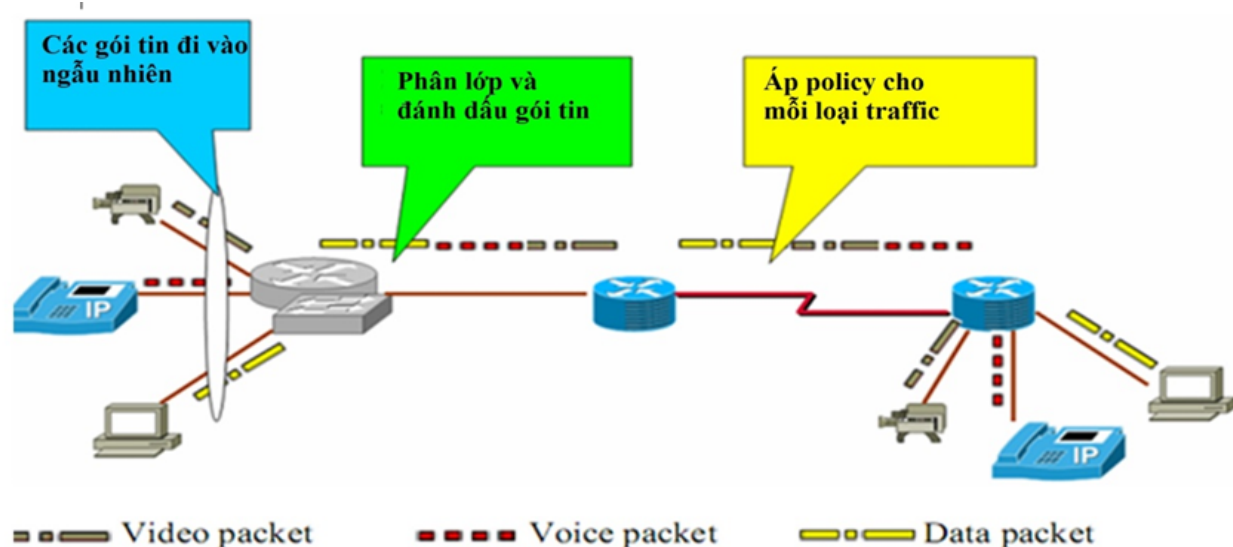 Các gói tin đi vào
ngẫu nhiên
Phân lớp và
đánh dấu gói tin
Áp policy cho
mỗi loại traffic
IP
IP
Video packet
Voice packet
Data packet